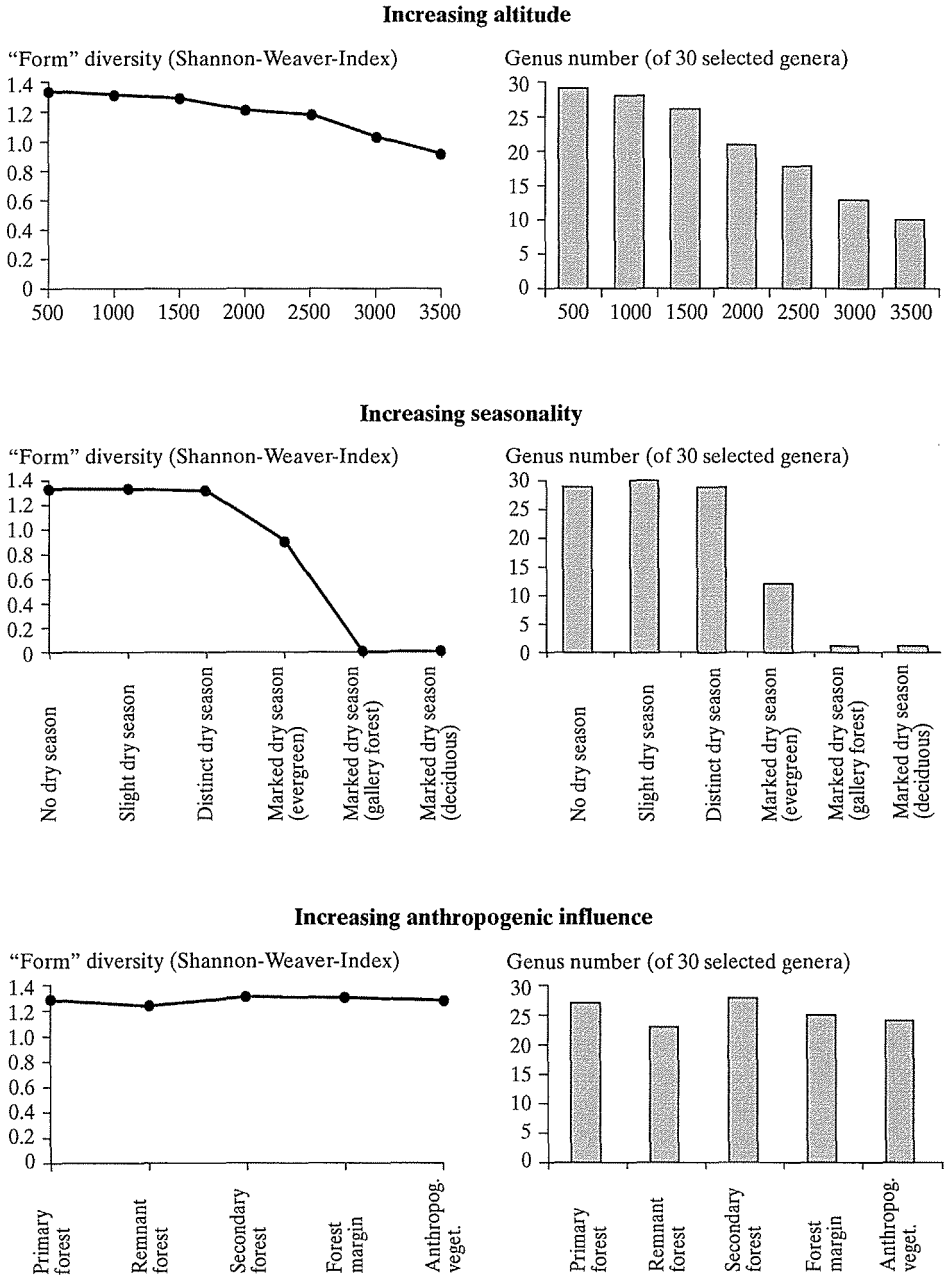 Increasing altitude
“Form” diversity (Shannon-Weaver-Index)
1.4
1.2
1.0
0.8
0.6
0.4
0.2
0
500 1000 1500 2000 2500 3000 3500
Genus number (of 30 selected genera)
30
25
20
15
10
5
0
500 1000 1500 2000 2500 3000 3500
Increasing seasonality
“Form” diversity (Shannon-Weaver-Index)
1.4
1.2
1.0
0.8
0.6
0.4
0.2
0
No dry season
Slight dry season
Distinct dry season
Marked dry season
(evergreen)
Marked dry season
(gallery forest)
Marked dry season
(deciduous)
Genus number (of 30 selected genera)
30
25
20
15
10
5
0
No dry season
Slight dry season
Distinct dry season
Marked dry season
(evergreen)
Marked dry season
(gallery forest)
Marked dry season
(deciduous)
Increasing anthropogenic influence
“Form” diversity (Shannon-Weaver-Index)
1.4
1.2
1.0
0.8
0.6
0.4
0.2
0
Primary
forest
Remnant
forest
Secondary
forest
Forest
margin
Anthropog.
veget.
Genus number (of 30 selected genera)
30
25
20
15
10
5
0
Primary
forest
Remnant
forest
Secondary
forest
Forest
margin
Anthropog.
veget.